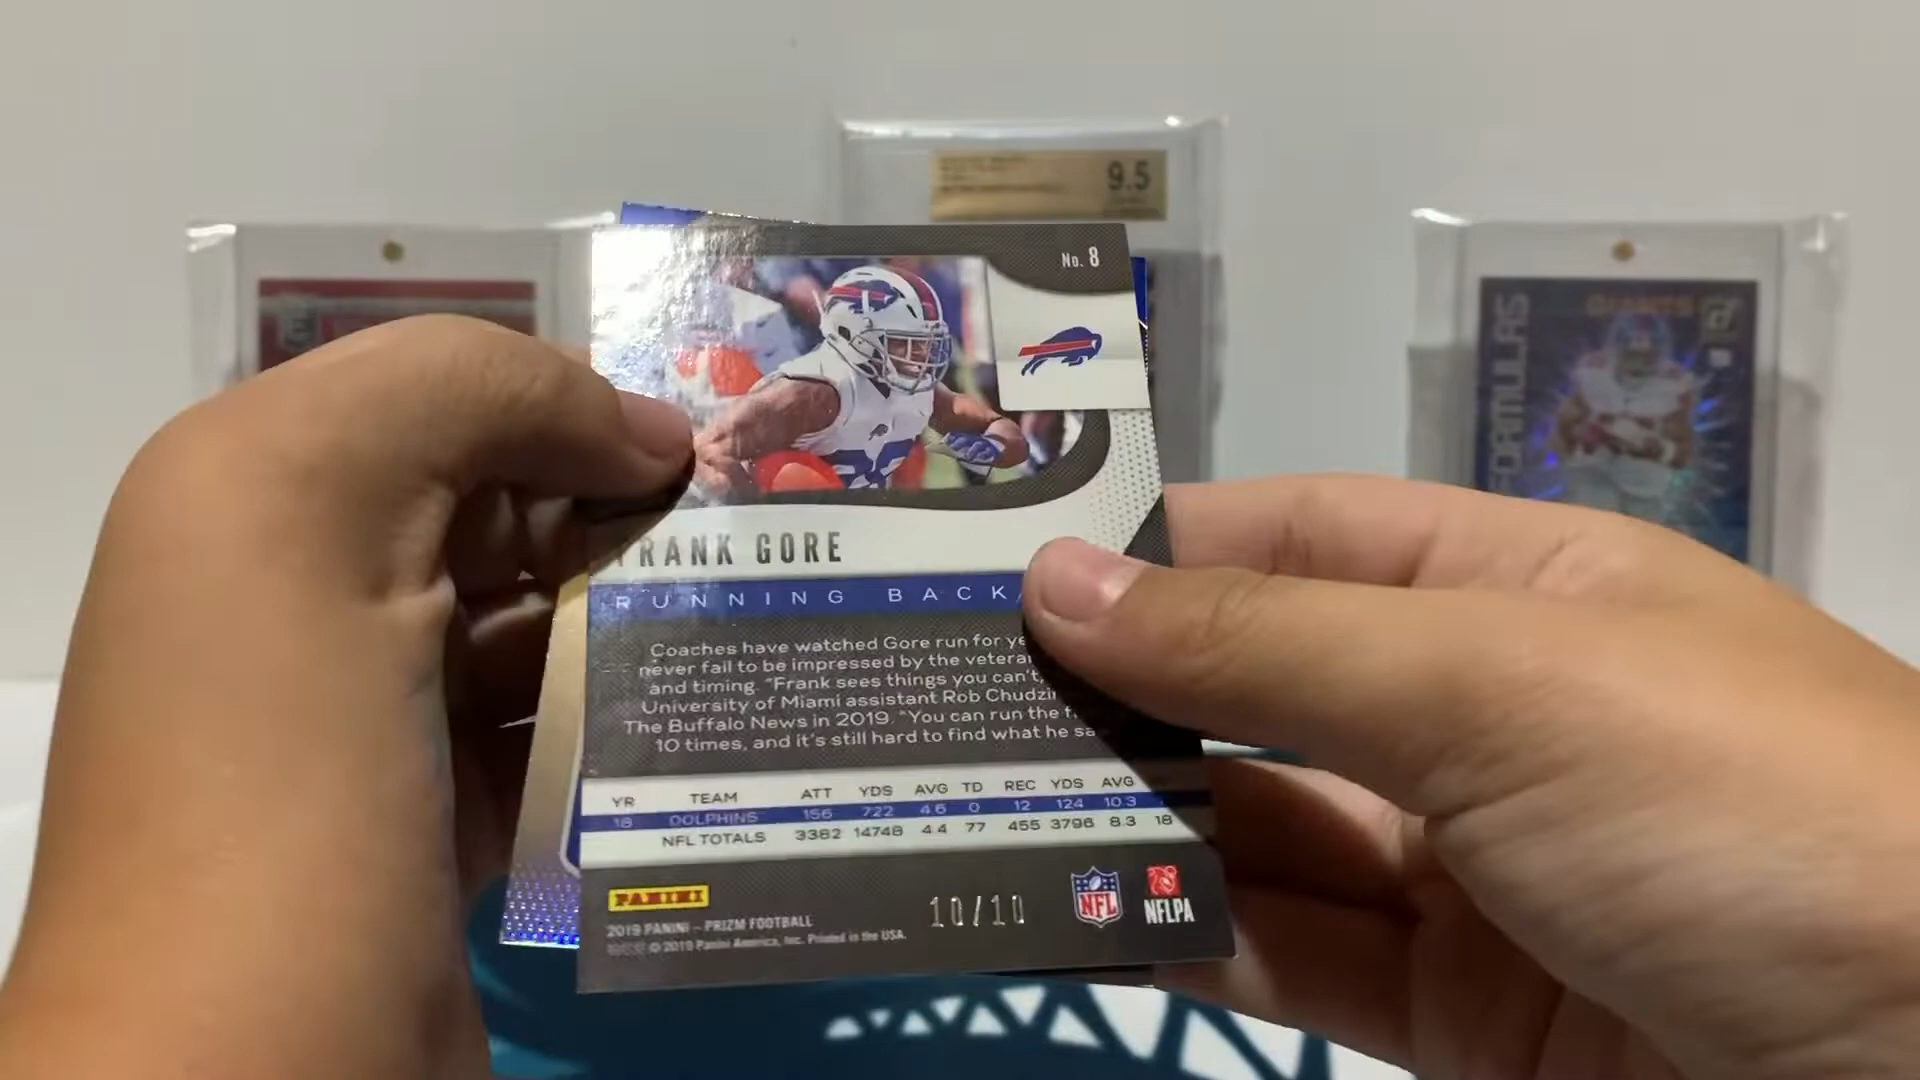 9.5
No. 8
GIANTS
FORMULAS
FRANK GORE
RUNNING BACK
Coaches have watched Gore run for ye
never fail to be impressed by the vetera
and timing. "Frank sees things you can't,
University of Miami assistant Rob Chudzi
The Buffalo News in 2019. "You can run the f
10 times, and it's still hard to find what he sa
YR TEAM ATT YDS AVG TD REC YDS AVG
18 DOLPHINS 156 722 4.6 0 12 124 10.3
NFL TOTALS 3382 14748 4.4 77 455 3796 8.3 18
PANINI
10/10
NFL
NFLPA
2019 PANINI – PRIZM FOOTBALL
© 2019 Panini America, Inc. Printed in the USA.